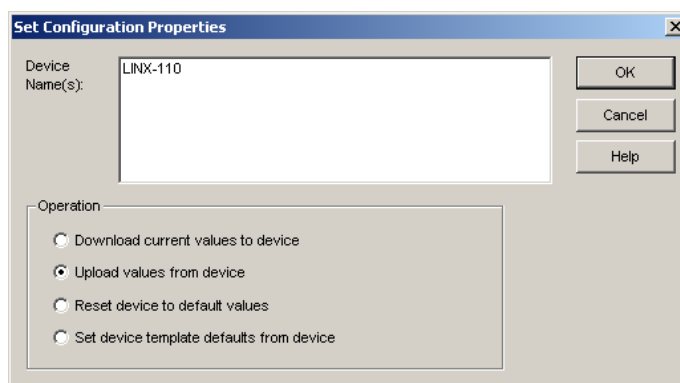 Set Configuration Properties
Device
Name(s):
LINX-110
OK
Cancel
Help
Operation
Download current values to device
Upload values from device
Reset device to default values
Set device template defaults from device